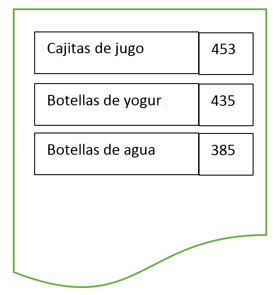 Cajitas de jugo 453
Botellas de yogur 435
Botellas de agua 385